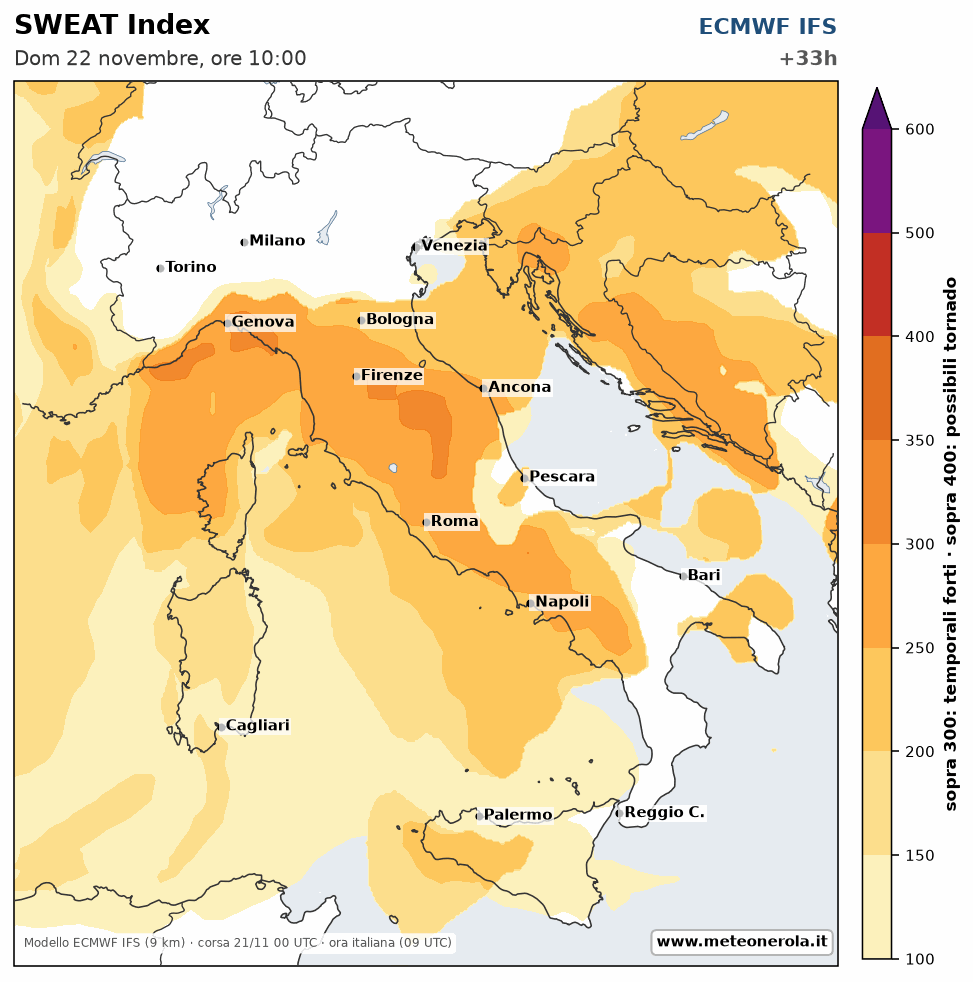 SWEAT Index
ECMWF IFS
Dom 22 novembre, ore 10:00
+33h
Milano
Venezia
Torino
Genova
Bologna
Firenze
Ancona
Pescara
Roma
Bari
Napoli
Cagliari
Palermo
Reggio C.
600
500
400
350
300
250
200
150
100
sopra 300: temporali forti · sopra 400: possibili tornado
Modello ECMWF IFS (9 km) · corsa 21/11 00 UTC · ora italiana (09 UTC)
www.meteonerola.it